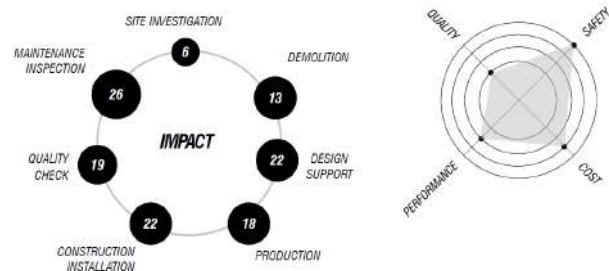 SITE INVESTIGATION
6
DEMOLITION
13
DESIGN
SUPPORT
22
PRODUCTION
18
CONSTRUCTION
INSTALLATION
22
QUALITY
CHECK
19
MAINTENANCE
INSPECTION
26
IMPACT
QUALITY
SAFETY
PERFORMANCE
COST